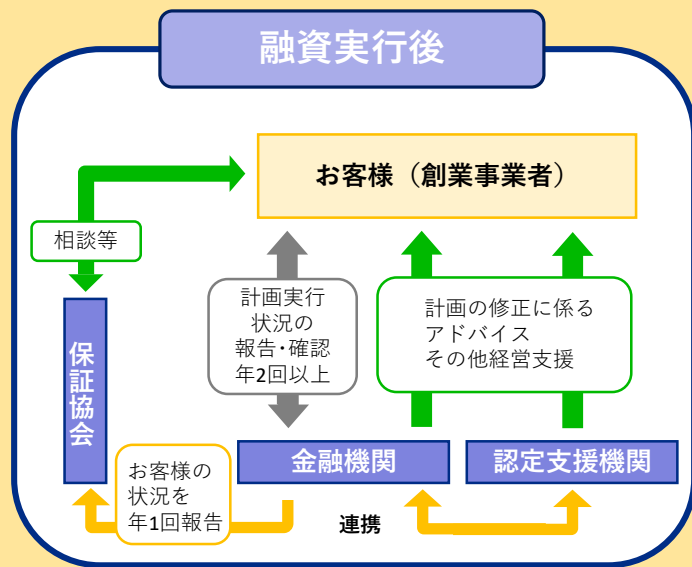 融資実行後
お客様（創業事業者）
相談等
計画実行
状況の
報告・確認
年2回以上
計画の修正に係る
アドバイス
その他経営支援
保証協会
金融機関
認定支援機関
お客様の
状況を
年1回報告
連携